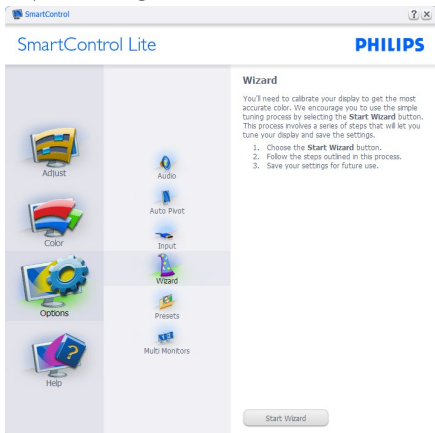 SmartControl
SmartControl Lite
PHILIPS
Adjust
Color
Options
Help
Audio
Auto Pivot
Input
Wizard
Presets
Multi Monitors
Wizard
You'll need to calibrate your display to get the most
accurate color. We encourage you to use the simple
tuning process by selecting the Start Wizard button.
This process involves a series of steps that will let you
tune your display and save the settings.
1. Choose the Start Wizard button.
2. Follow the steps outlined in this process.
3. Save your settings for future use.
Start Wizard